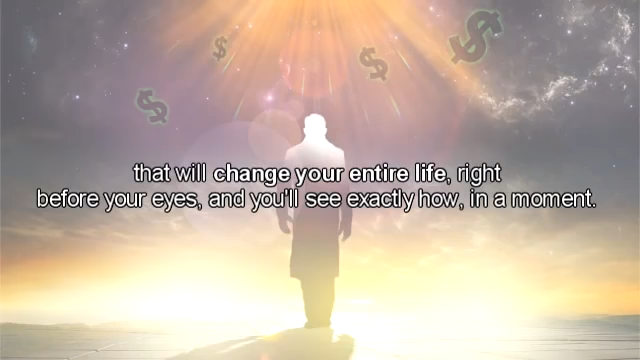 that will change your entire life, right
before your eyes, and you'll see exactly how, in a moment.